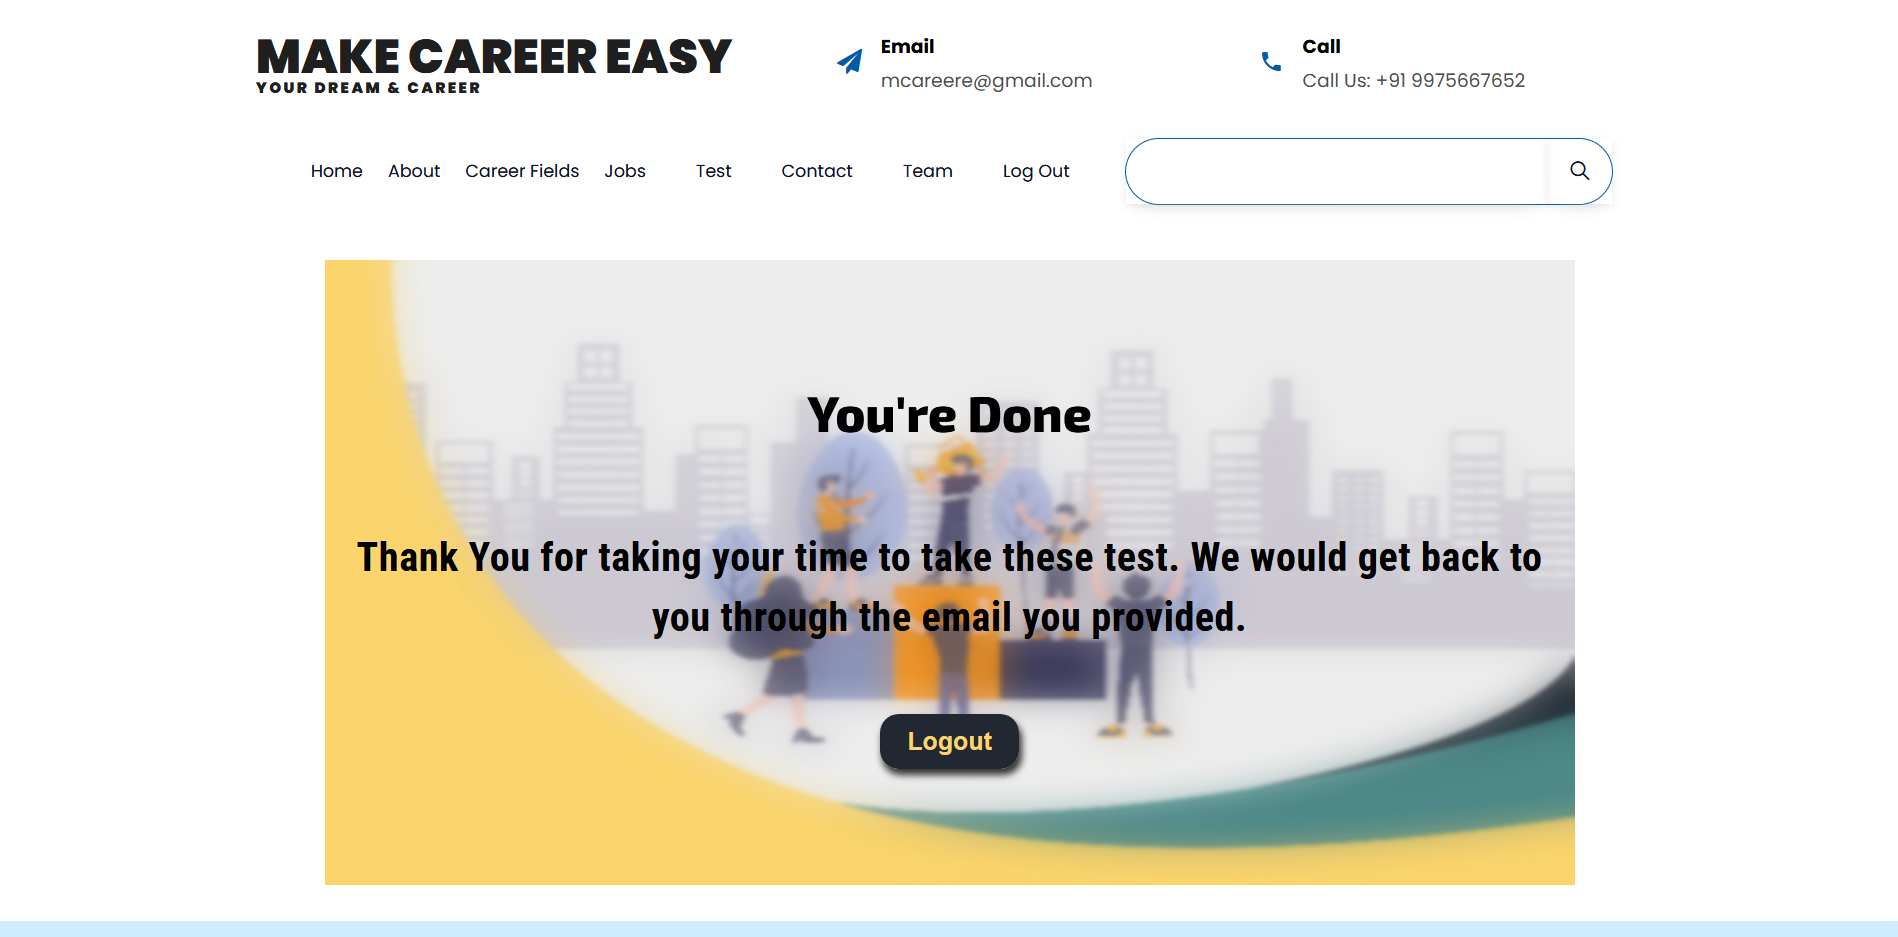 MAKE CAREER EASY
YOUR DREAM & CAREER
Email
mcareere@gmail.com
Call
Call Us: +91 9975667652
Home About Career Fields Jobs Test Contact Team Log Out
You're Done
Thank You for taking your time to take these test. We would get back to
you through the email you provided.
Logout